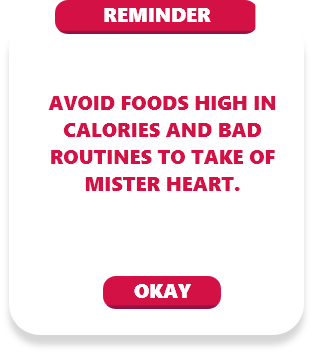 REMINDER
AVOID FOODS HIGH IN
CALORIES AND BAD
ROUTINES TO TAKE OF
MISTER HEART.
OKAY